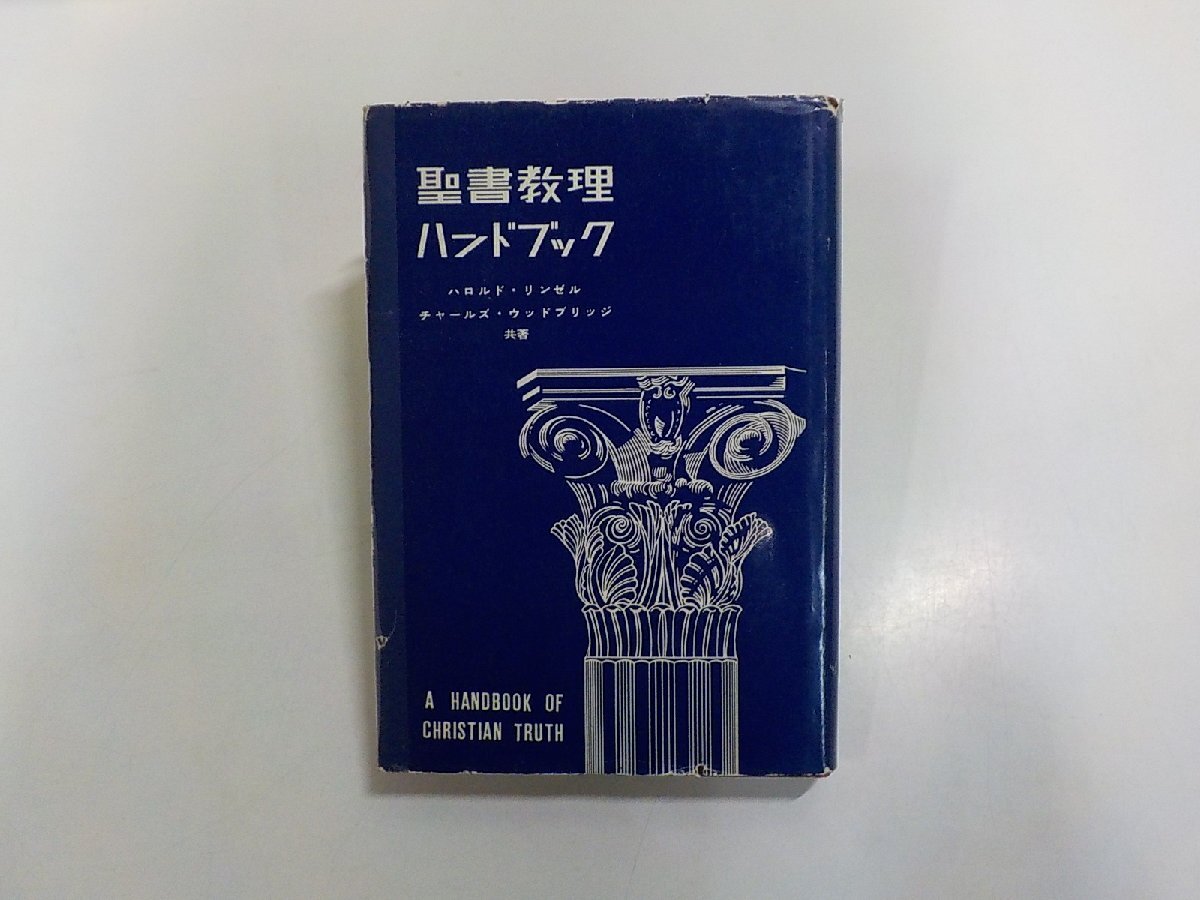 聖書教理
ハンドブック
ハロルド・リンゼル
チャールズ・ウッドブリッジ
共著
A HANDBOOK OF
CHRISTIAN TRUTH